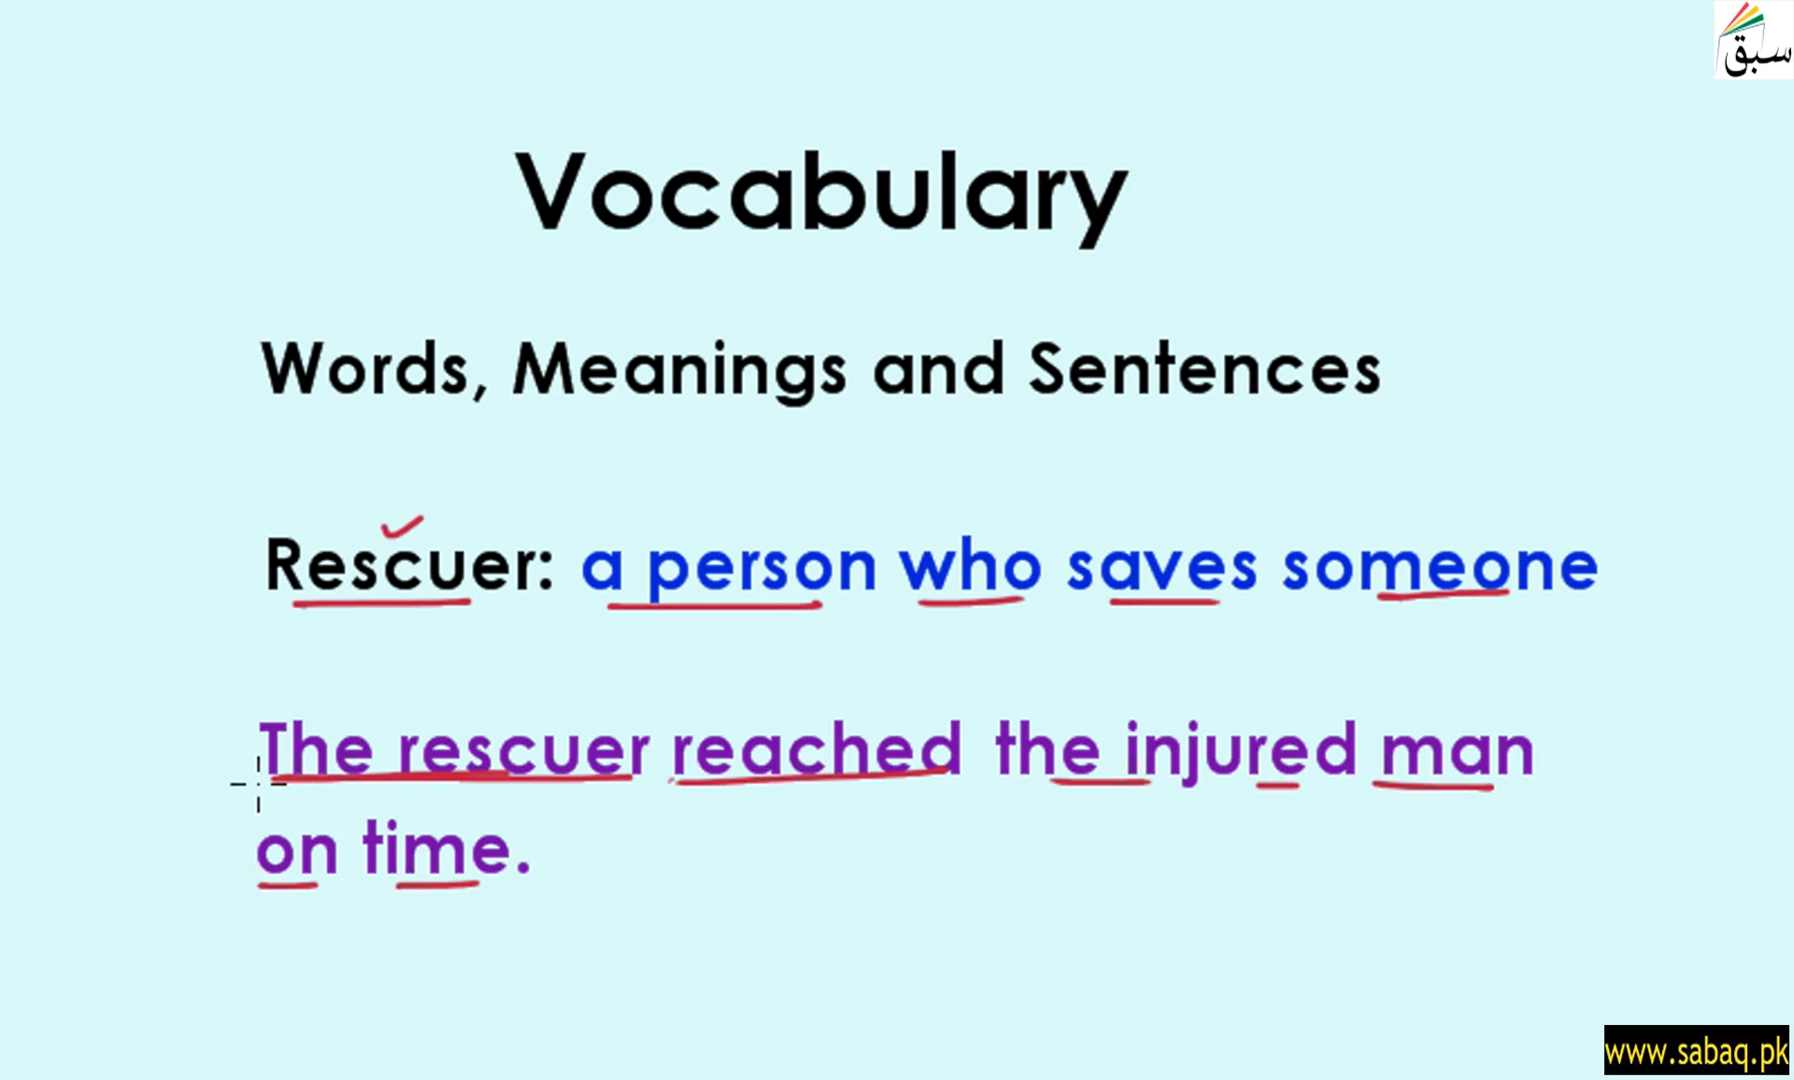 سبق
Vocabulary
Words, Meanings and Sentences
Rescuer: a person who saves someone
The rescuer reached the injured man
on time.
www.sabaq.pk